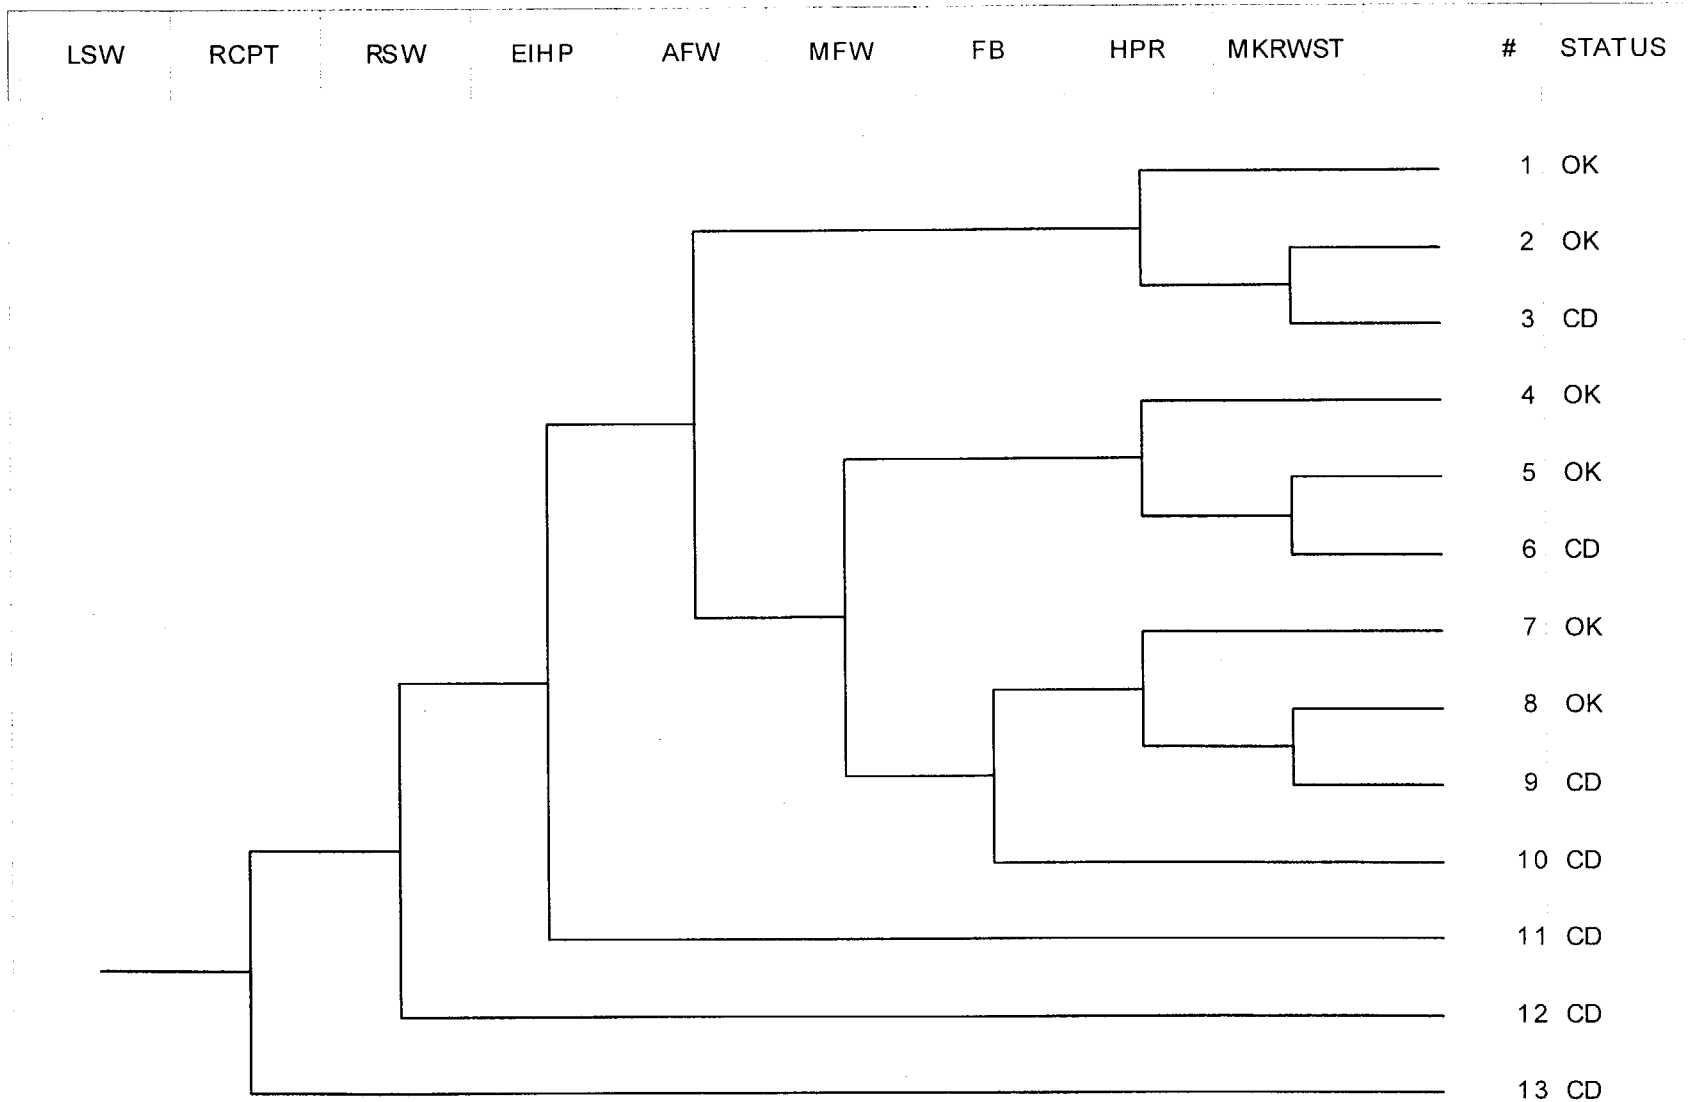 LSW RCPT RSW EIHP AFW MFW FB HPR MKRWST # STATUS
1 OK
2 OK
3 CD
4 OK
5 OK
6 CD
7 OK
8 OK
9 CD
10 CD
11 CD
12 CD
13 CD